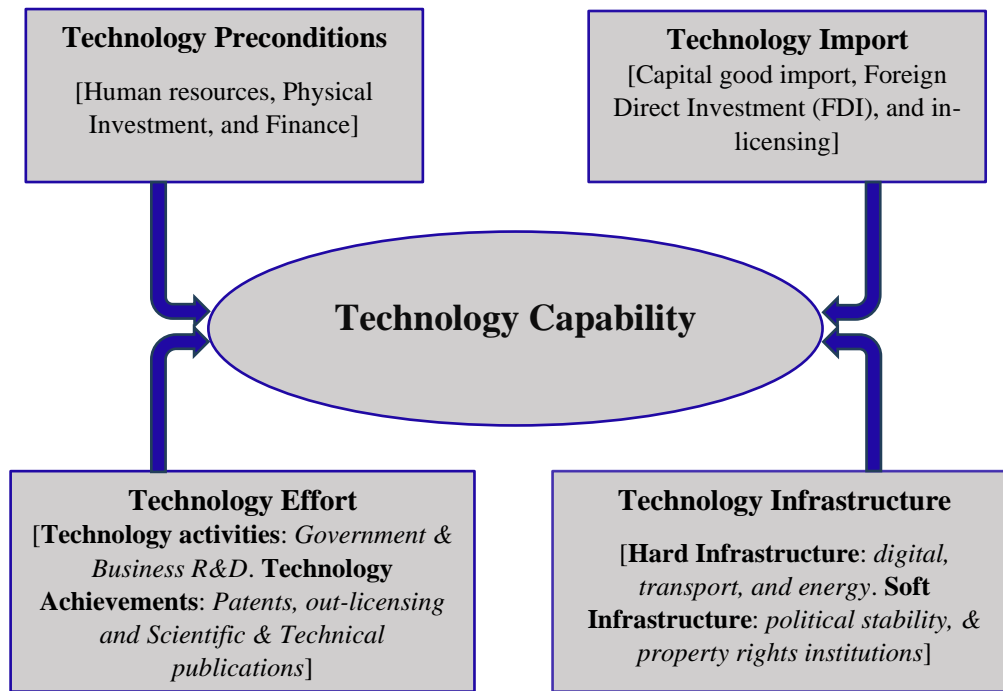 Technology Preconditions
[Human resources, Physical
Investment, and Finance]
Technology Import
[Capital good import, Foreign
Direct Investment (FDI), and in-
licensing]
Technology Capability
Technology Effort
[Technology activities: Government &
Business R&D. Technology
Achievements: Patents, out-licensing
and Scientific & Technical
publications]
Technology Infrastructure
[Hard Infrastructure: digital,
transport, and energy. Soft
Infrastructure: political stability, &
property rights institutions]